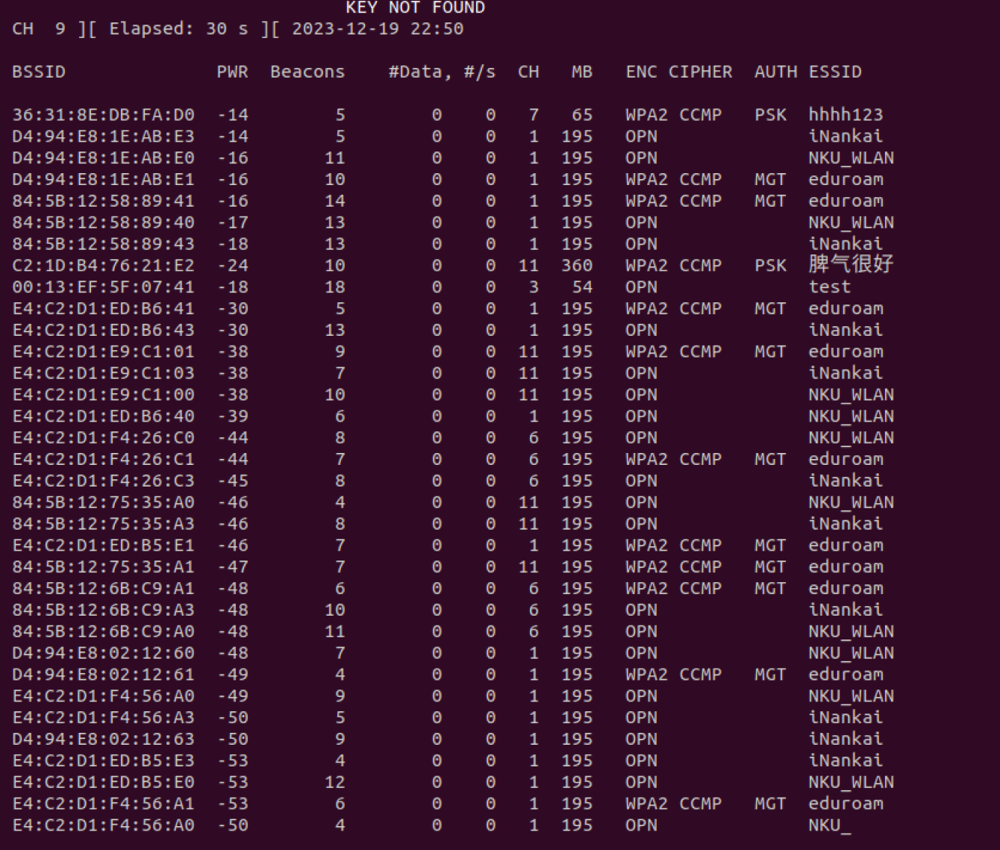 KEY NOT FOUND
CH  9 ][ Elapsed: 30 s ][ 2023-12-19 22:50
BSSID              PWR  Beacons    #Data, #/s  CH   MB   ENC CIPHER  AUTH ESSID
36:31:8E:DB:FA:D0  -14        5        0    0   7   65   WPA2 CCMP   PSK  hhhh123
D4:94:E8:1E:AB:E3  -14        5        0    0   1  195   OPN              iNankai
D4:94:E8:1E:AB:E0  -16       11        0    0   1  195   OPN              NKU_WLAN
D4:94:E8:1E:AB:E1  -16       10        0    0   1  195   WPA2 CCMP   MGT  eduroam
84:5B:12:58:89:41  -16       14        0    0   1  195   WPA2 CCMP   MGT  eduroam
84:5B:12:58:89:40  -17       13        0    0   1  195   OPN              NKU_WLAN
84:5B:12:58:89:43  -18       13        0    0   1  195   OPN              iNankai
C2:1D:B4:76:21:E2  -24       10        0    0  11  360   WPA2 CCMP   PSK  脾气很好
00:13:EF:5F:07:41  -18       18        0    0   3   54   OPN              test
E4:C2:D1:ED:B6:41  -30        5        0    0   1  195   WPA2 CCMP   MGT  eduroam
E4:C2:D1:ED:B6:43  -30       13        0    0   1  195   OPN              iNankai
E4:C2:D1:E9:C1:01  -38        9        0    0  11  195   WPA2 CCMP   MGT  eduroam
E4:C2:D1:E9:C1:03  -38        7        0    0  11  195   OPN              iNankai
E4:C2:D1:E9:C1:00  -38       10        0    0  11  195   OPN              NKU_WLAN
E4:C2:D1:ED:B6:40  -39        6        0    0   1  195   OPN              NKU_WLAN
E4:C2:D1:F4:26:C0  -44        8        0    0   6  195   OPN              NKU_WLAN
E4:C2:D1:F4:26:C1  -44        7        0    0   6  195   WPA2 CCMP   MGT  eduroam
E4:C2:D1:F4:26:C3  -45        8        0    0   6  195   OPN              iNankai
84:5B:12:75:35:A0  -46        4        0    0  11  195   OPN              NKU_WLAN
84:5B:12:75:35:A3  -46        8        0    0  11  195   OPN              iNankai
E4:C2:D1:ED:B5:E1  -46        7        0    0   1  195   WPA2 CCMP   MGT  eduroam
84:5B:12:75:35:A1  -47        7        0    0  11  195   WPA2 CCMP   MGT  eduroam
84:5B:12:6B:C9:A1  -48        6        0    0   6  195   WPA2 CCMP   MGT  eduroam
84:5B:12:6B:C9:A3  -48       10        0    0   6  195   OPN              iNankai
84:5B:12:6B:C9:A0  -48       11        0    0   6  195   OPN              NKU_WLAN
D4:94:E8:02:12:60  -48        7        0    0   1  195   OPN              NKU_WLAN
D4:94:E8:02:12:61  -49        4        0    0   1  195   WPA2 CCMP   MGT  eduroam
E4:C2:D1:F4:56:A0  -49        9        0    0   1  195   OPN              NKU_WLAN
E4:C2:D1:F4:56:A3  -50        5        0    0   1  195   OPN              iNankai
D4:94:E8:02:12:63  -50        9        0    0   1  195   OPN              iNankai
E4:C2:D1:ED:B5:E3  -53        4        0    0   1  195   OPN              iNankai
E4:C2:D1:ED:B5:E0  -53       12        0    0   1  195   OPN              NKU_WLAN
E4:C2:D1:F4:56:A1  -53        6        0    0   1  195   WPA2 CCMP   MGT  eduroam
E4:C2:D1:F4:56:A0  -50        4        0    0   1  195   OPN              NKU_